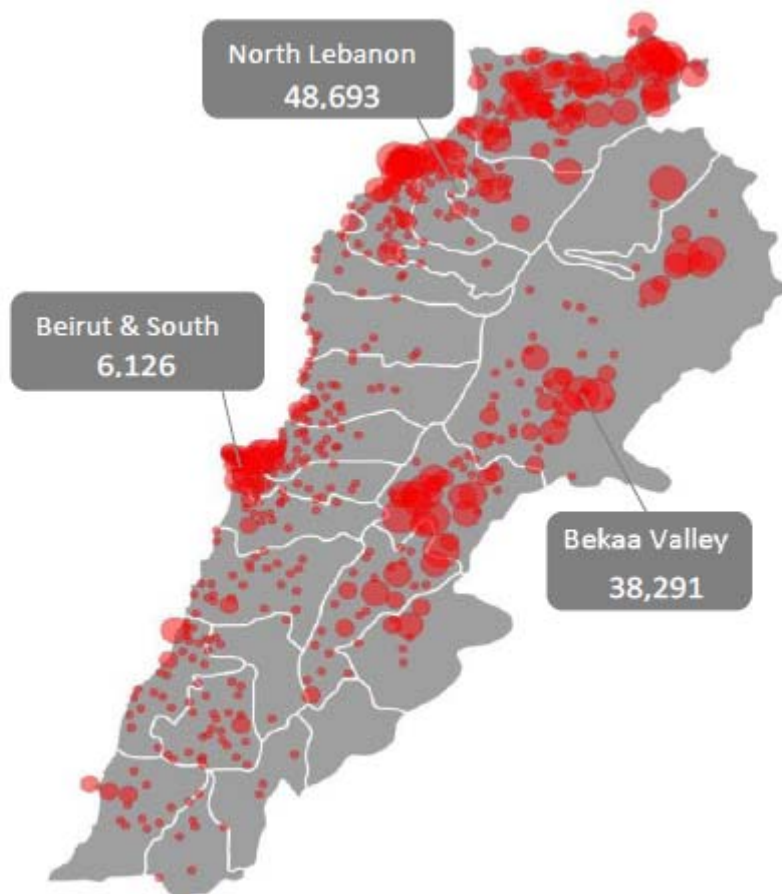 North Lebanon
48,693
Beirut & South
6,126
Bekaa Valley
38,291